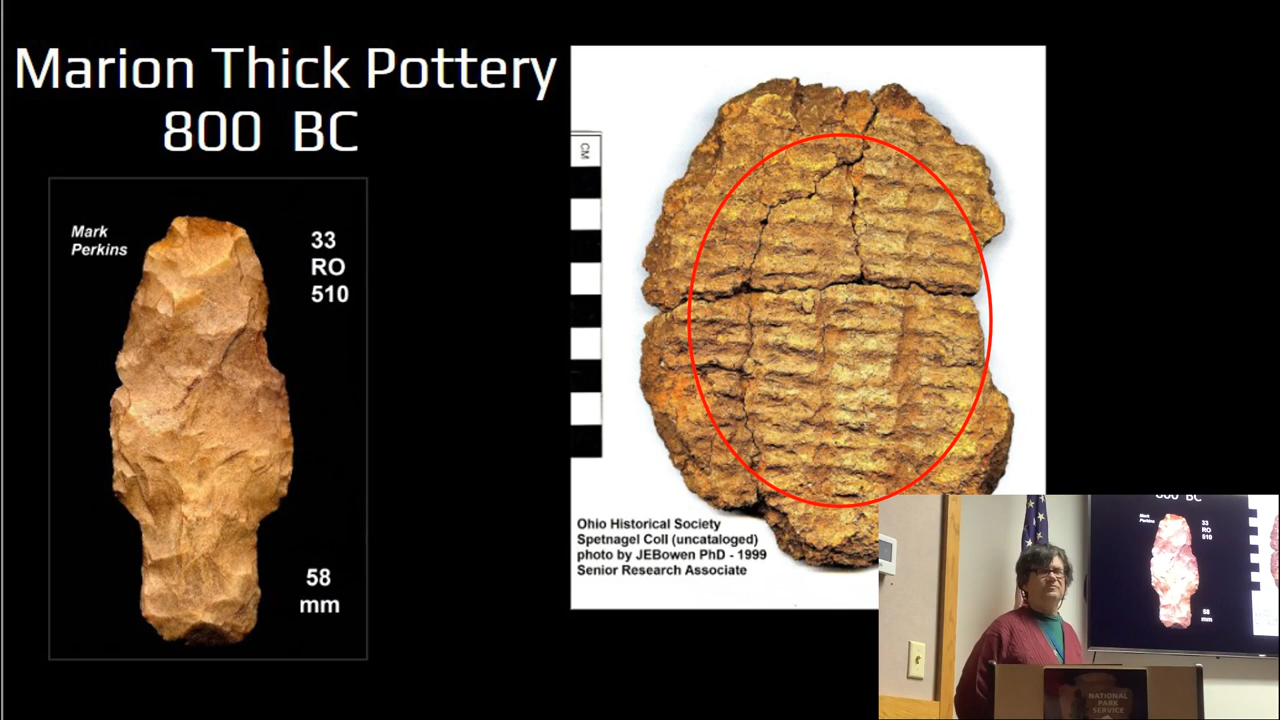 Marion Thick Pottery
800 BC
Mark
Perkins
33
RO
510
58
mm
CM
Ohio Historical Society
Spetnagel Coll (uncataloged)
photo by JEBowen PhD - 1999
Senior Research Associate
800 BC
Mark
Perkins
33
RO
510
58
mm
NATIONAL
PARK
SERVICE